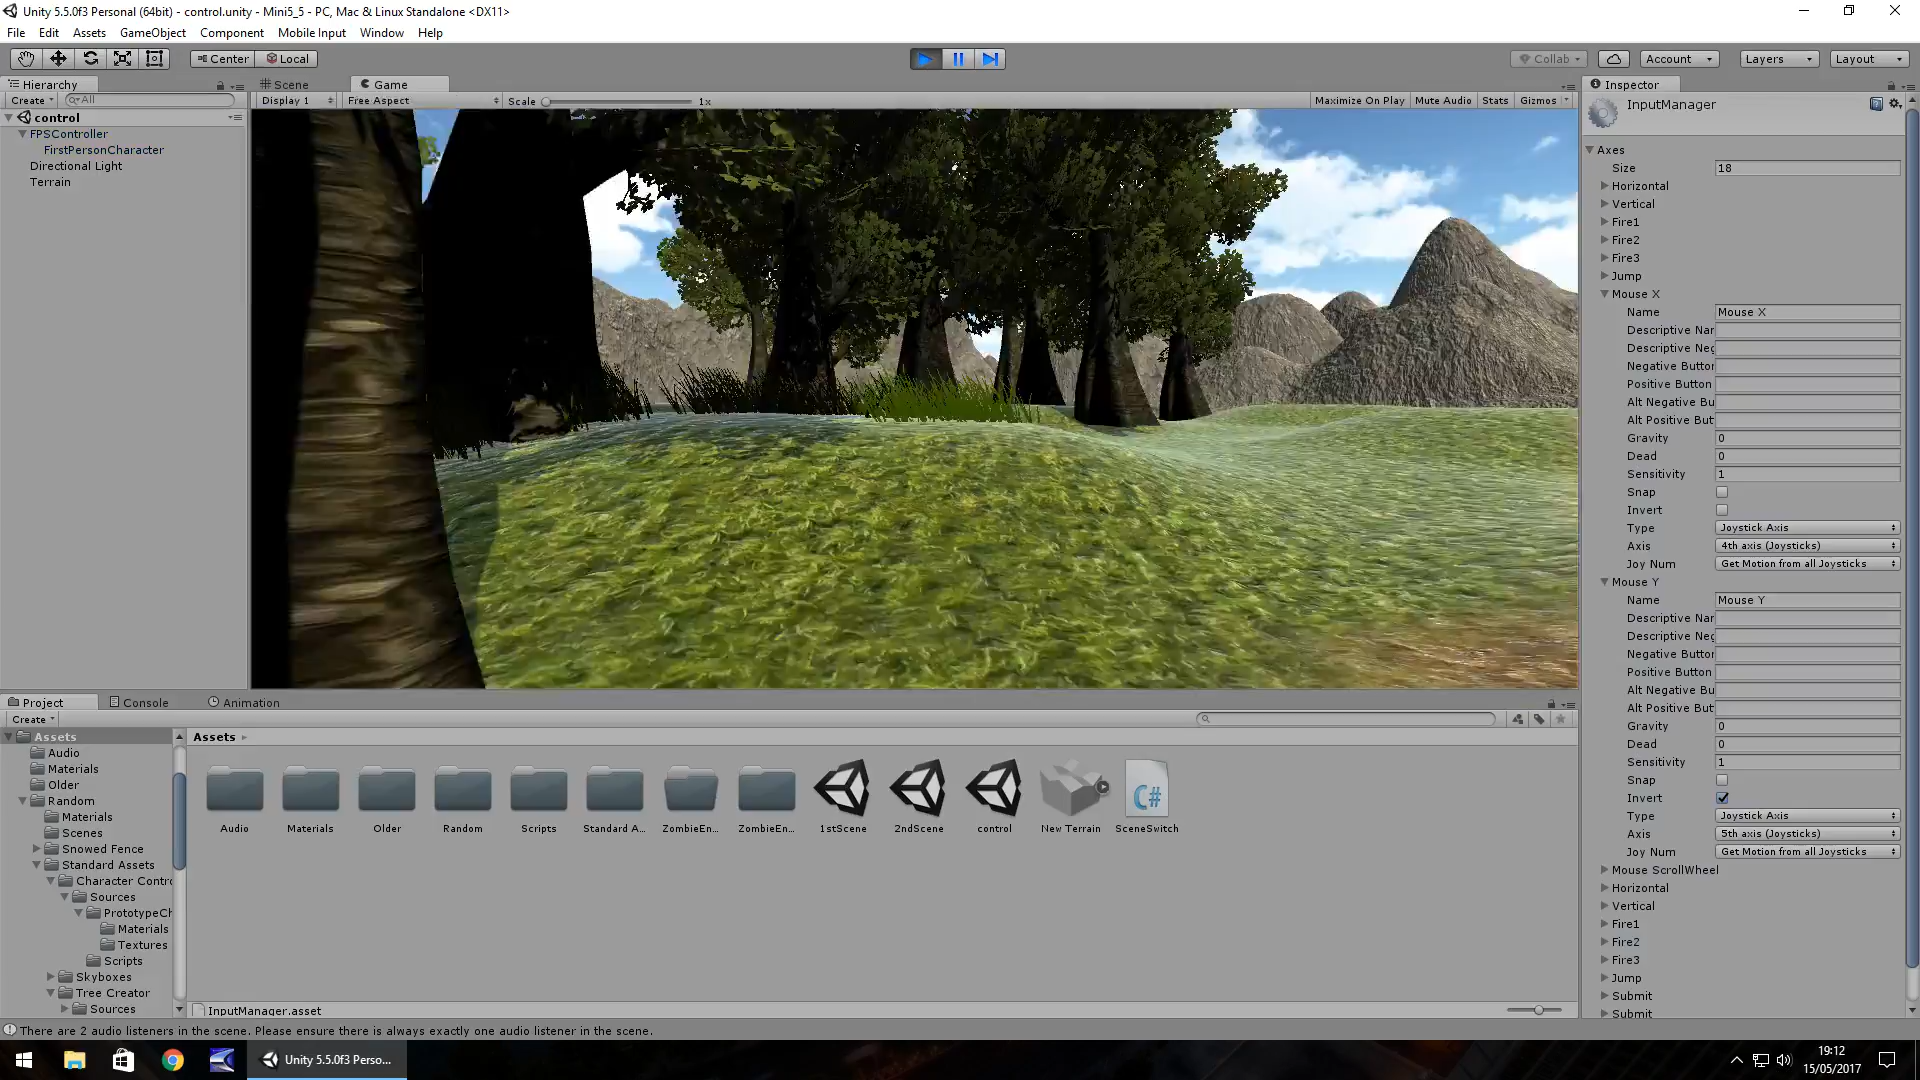 Unity 5.5.0f3 Personal (64bit) - control.unity - Mini5_5 - PC, Mac & Linux Standalone <DX11>
File Edit Assets GameObject Component Mobile Input Window Help
Center Local Collab Account Layers Layout
Hierarchy
Create All
control
FPSController
FirstPersonCharacter
Directional Light
Terrain
Scene Game
Display 1 Free Aspect Scale 1x Maximize On Play Mute Audio Stats Gizmos
Inspector
InputManager
Axes
Size 18
Horizontal
Vertical
Fire1
Fire2
Fire3
Jump
Mouse X
Name Mouse X
Descriptive Nar
Descriptive Neg
Negative Button
Positive Button
Alt Negative Bu
Alt Positive But
Gravity 0
Dead 0
Sensitivity 1
Snap
Invert
Type Joystick Axis
Axis 4th axis (Joysticks)
Joy Num Get Motion from all Joysticks
Mouse Y
Name Mouse Y
Descriptive Nar
Descriptive Neg
Negative Button
Positive Button
Alt Negative Bu
Alt Positive But
Gravity 0
Dead 0
Sensitivity 1
Snap
Invert
Type Joystick Axis
Axis 5th axis (Joysticks)
Joy Num Get Motion from all Joysticks
Mouse ScrollWheel
Horizontal
Vertical
Fire1
Fire2
Fire3
Jump
Submit
Submit
Project Console Animation
Create
Assets
Audio
Materials
Older
Random
Materials
Scenes
Snowed Fence
Standard Assets
Character Contro
Sources
PrototypeCh
Materials
Textures
Scripts
Skyboxes
Tree Creator
Sources
Assets
Audio Materials Older Random Scripts Standard A... ZombieEn... ZombieEn... 1stScene 2ndScene control New Terrain SceneSwitch
C#
InputManager.asset
There are 2 audio listeners in the scene. Please ensure there is always exactly one audio listener in the scene.
Unity 5.5.0f3 Perso...
19:12
15/05/2017